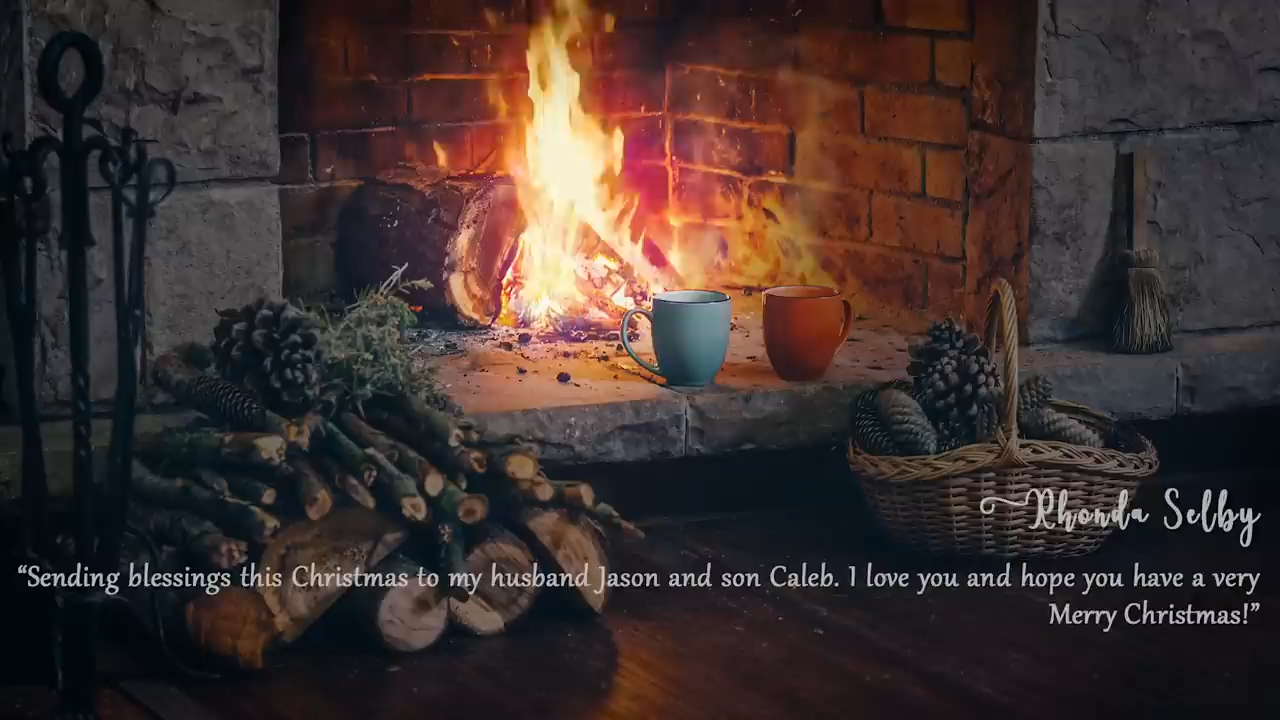 ~Rhonda Selby
“Sending blessings this Christmas to my husband Jason and son Caleb. I love you and hope you have a very
Merry Christmas!”